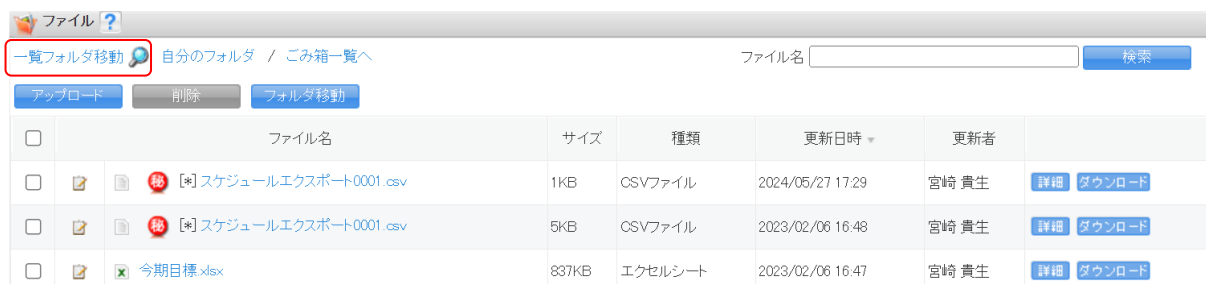 ファイル ?
一覧フォルダ移動 自分のフォルダ / ごみ箱一覧へ ファイル名 検索
アップロード 削除 フォルダ移動
ファイル名 サイズ 種類 更新日時 更新者
秘 [*] スケジュールエクスポート0001.csv 1KB CSVファイル 2024/05/27 17:29 宮崎 貴生 詳細 ダウンロード
秘 [*] スケジュールエクスポート0001.csv 5KB CSVファイル 2023/02/06 16:48 宮崎 貴生 詳細 ダウンロード
今期目標.xlsx 837KB エクセルシート 2023/02/06 16:47 宮崎 貴生 詳細 ダウンロード